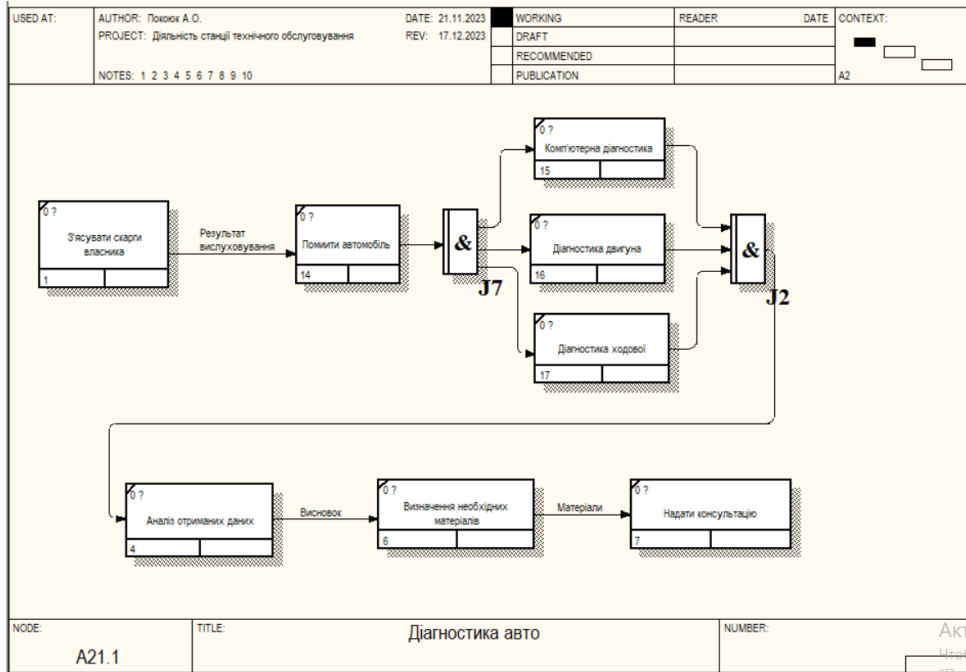 USED AT:
AUTHOR: Покоюк А.О.
DATE: 21.11.2023
WORKING
READER
DATE
CONTEXT:
PROJECT: Діяльність станції технічного обслуговування
REV: 17.12.2023
DRAFT
RECOMMENDED
NOTES: 1 2 3 4 5 6 7 8 9 10
PUBLICATION
A2
0 ?
Комп'ютерна діагностика
15
0 ?
З'ясувати скарги
власника
1
Результат
вислуховування
0 ?
Помиити автомобіль
14
&
J7
0 ?
Діагностика двигуна
16
&
J2
0 ?
Діагностика ходової
17
0 ?
Аналіз отриманих даних
4
Висновок
0 ?
Визначення необхідних
матеріалів
6
Матеріали
0 ?
Надати консультацію
7
NODE:
A21.1
TITLE:
Діагностика авто
NUMBER: